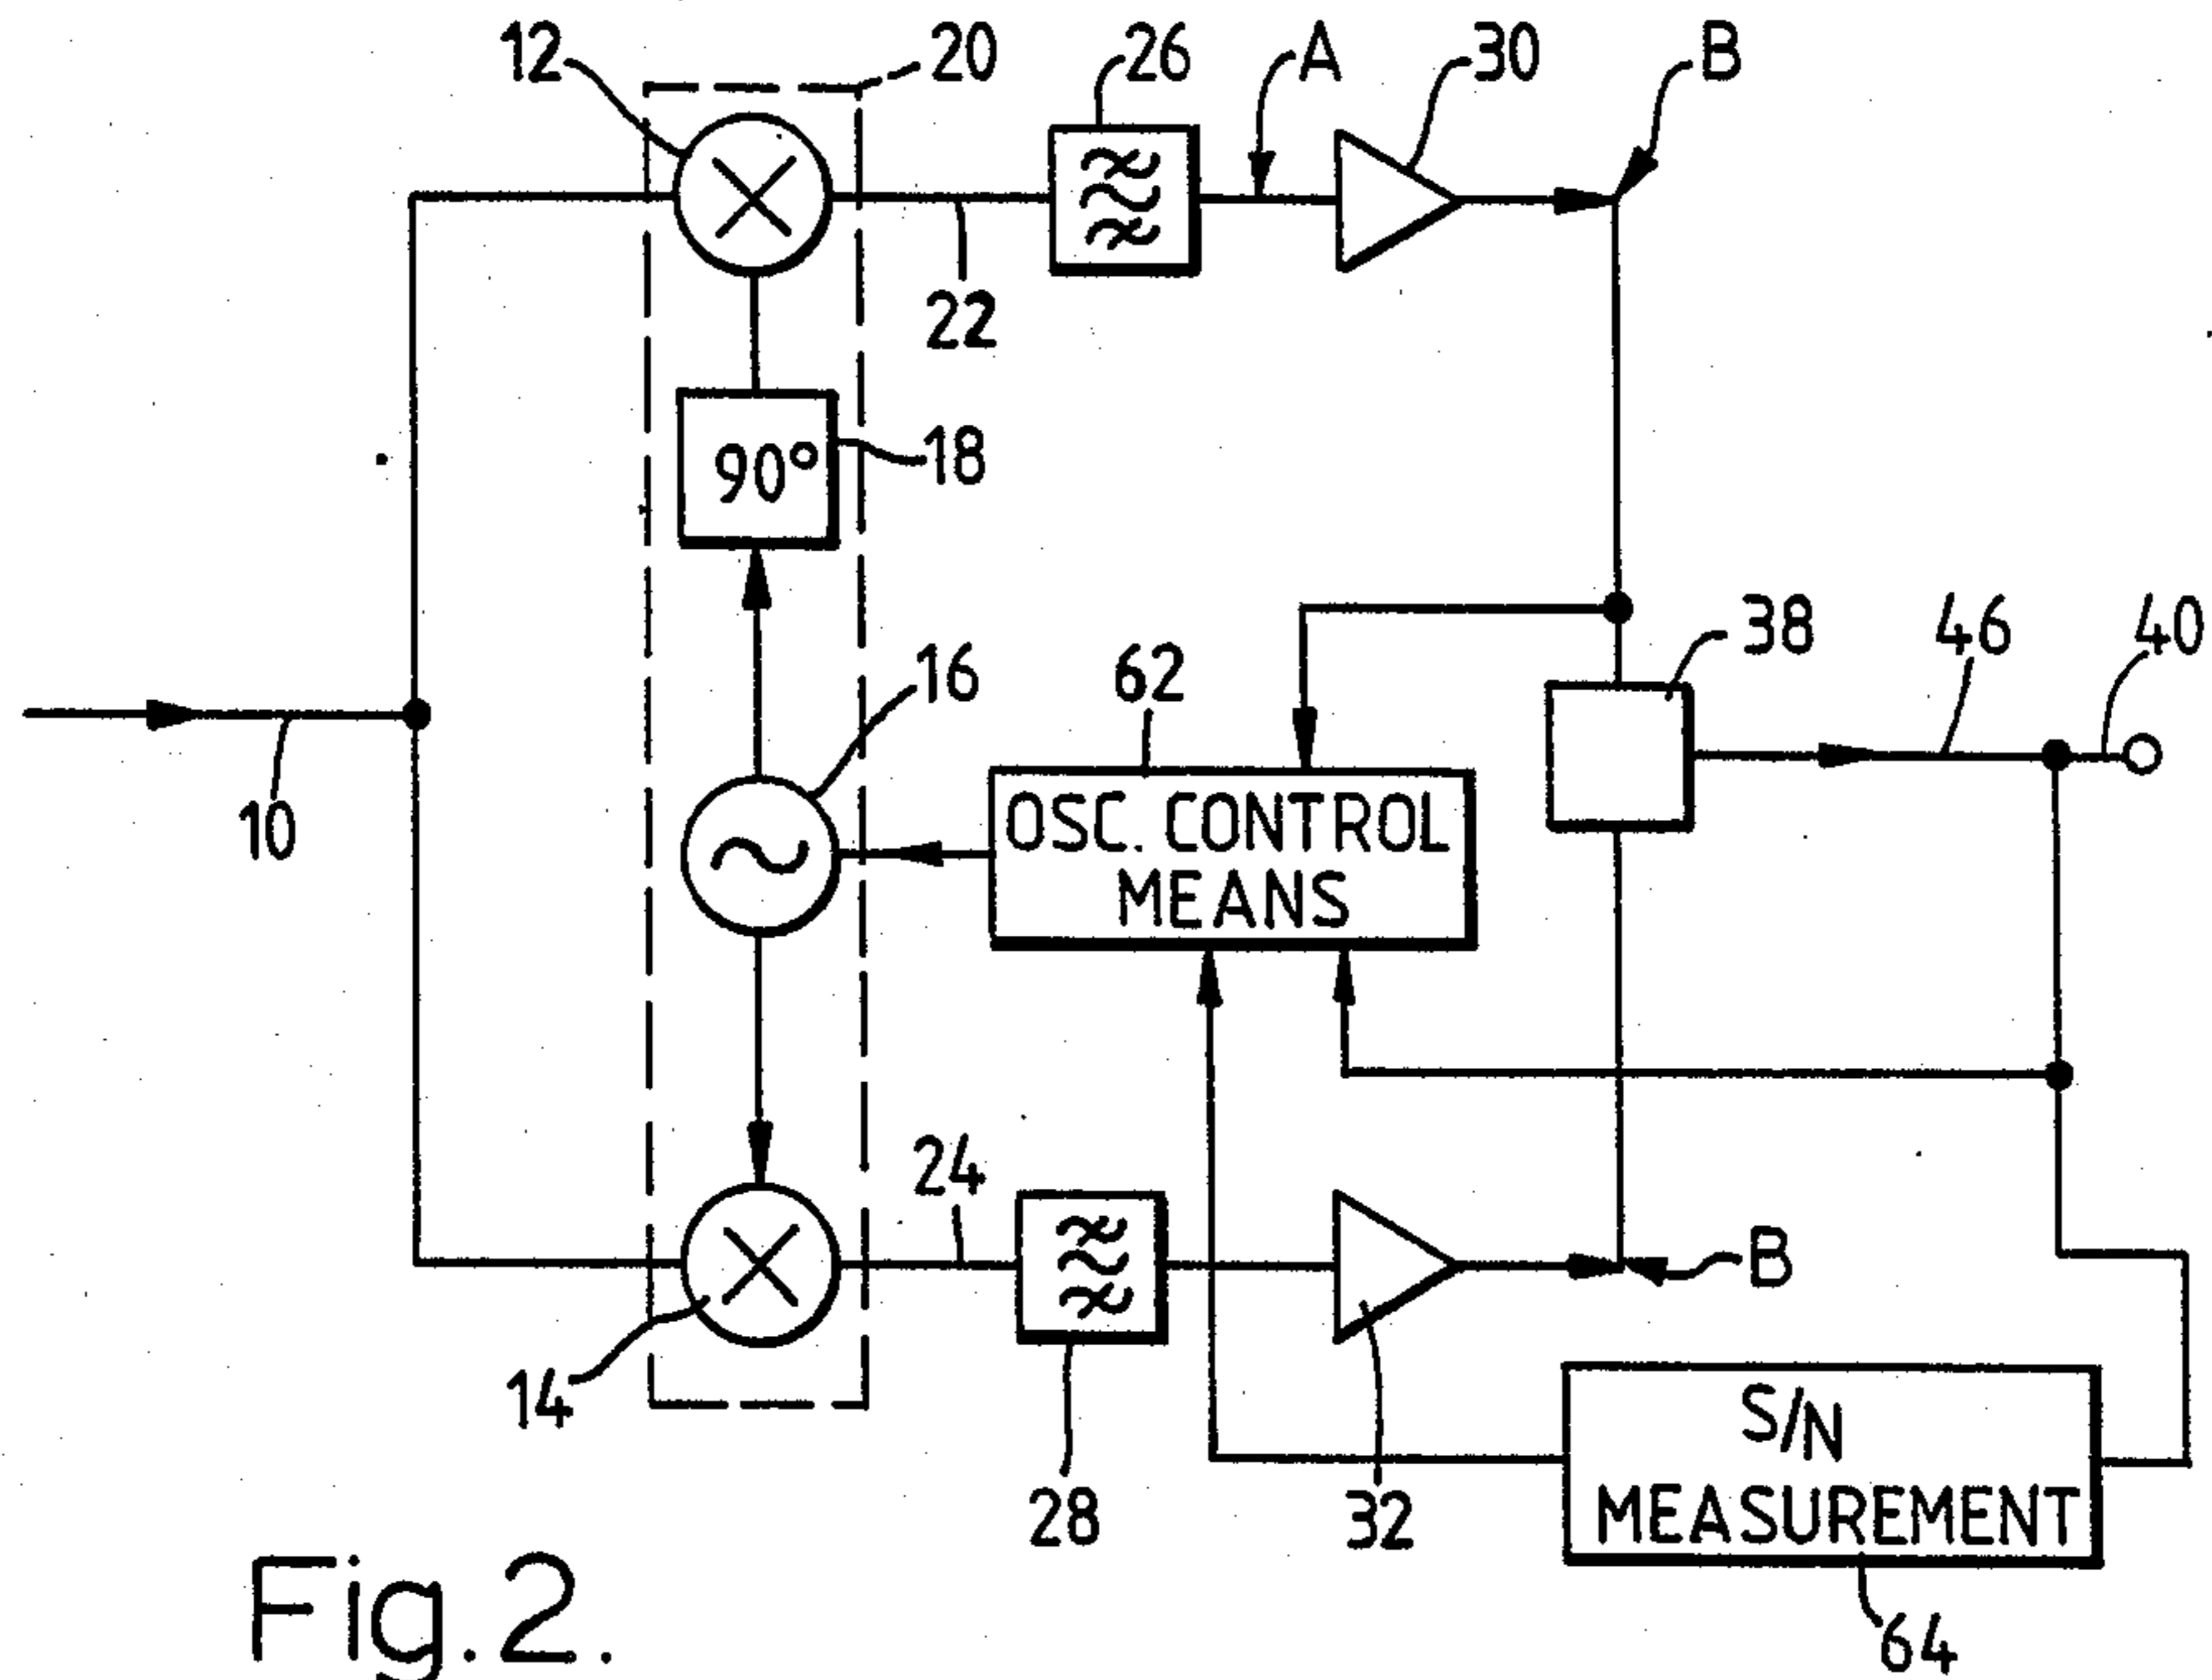 12
20
26
A
30
B
22
90°
18
16
62
38
46
40
10
OSC. CONTROL
MEANS
24
B
14
S/N
MEASUREMENT
28
32
64
Fig.2.